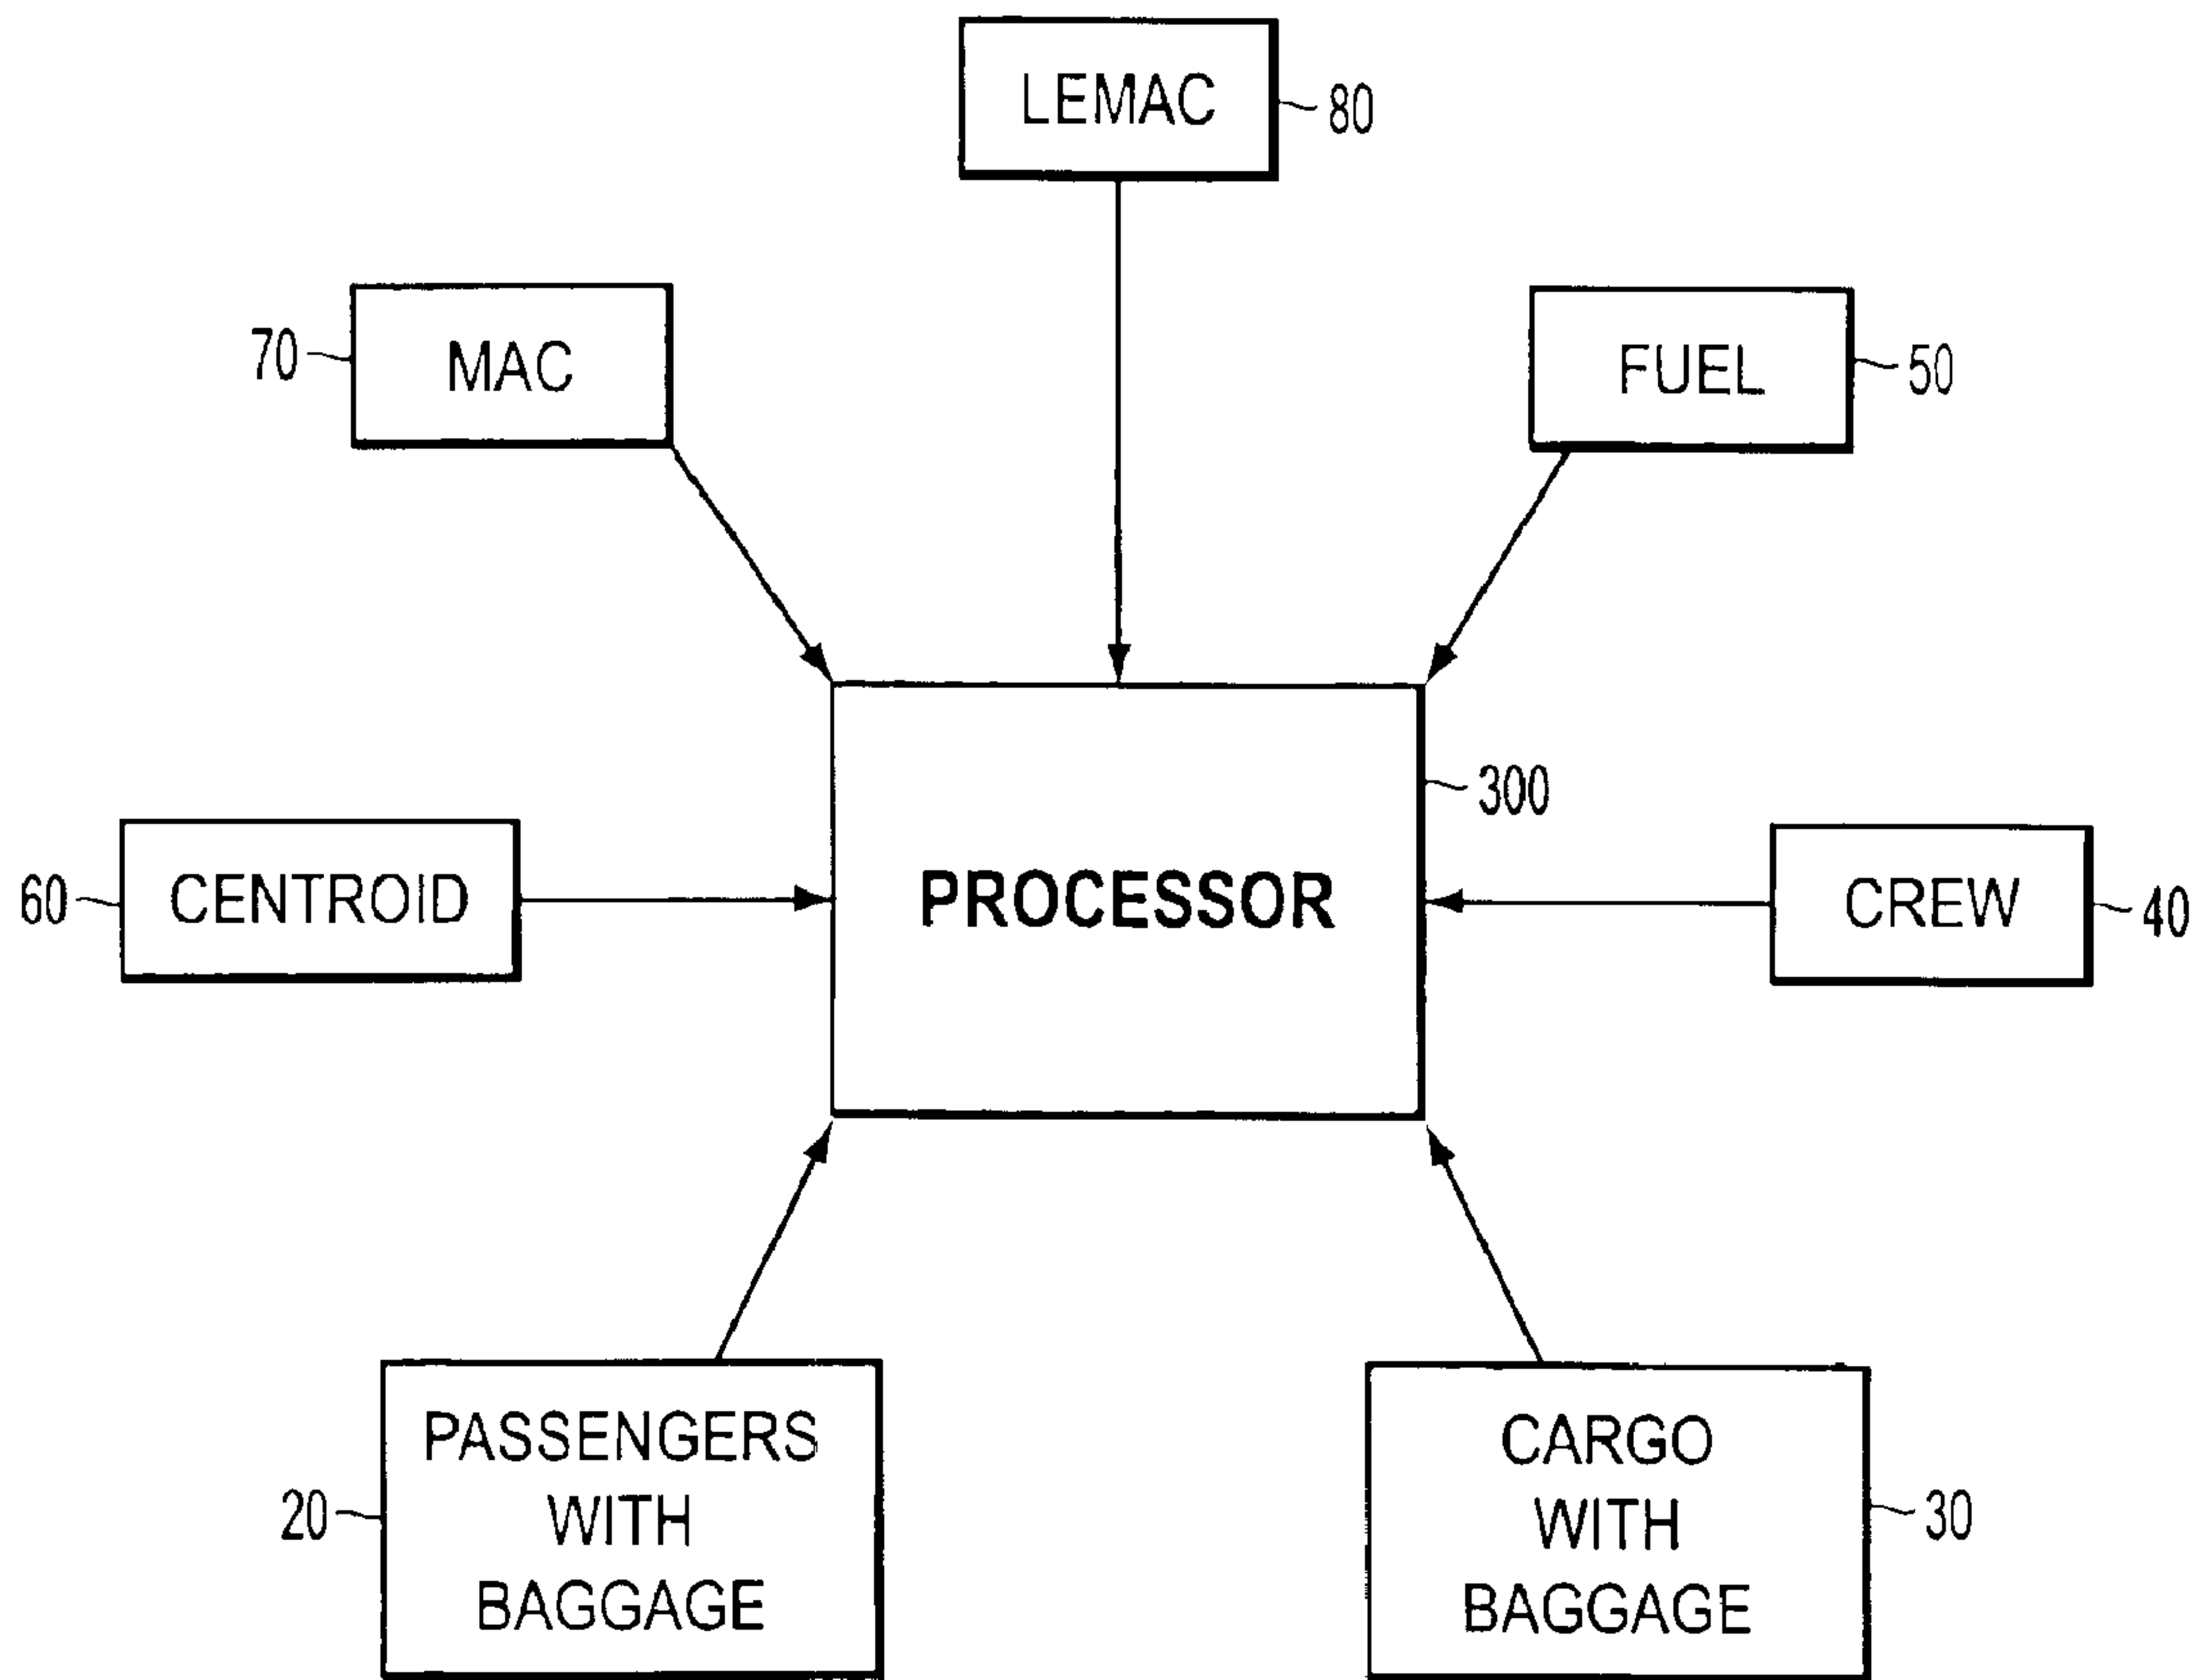 LEMAC
80
70
MAC
FUEL
50
300
60
CENTROID
PROCESSOR
CREW
40
PASSENGERS
WITH
BAGGAGE
20
CARGO
WITH
BAGGAGE
30